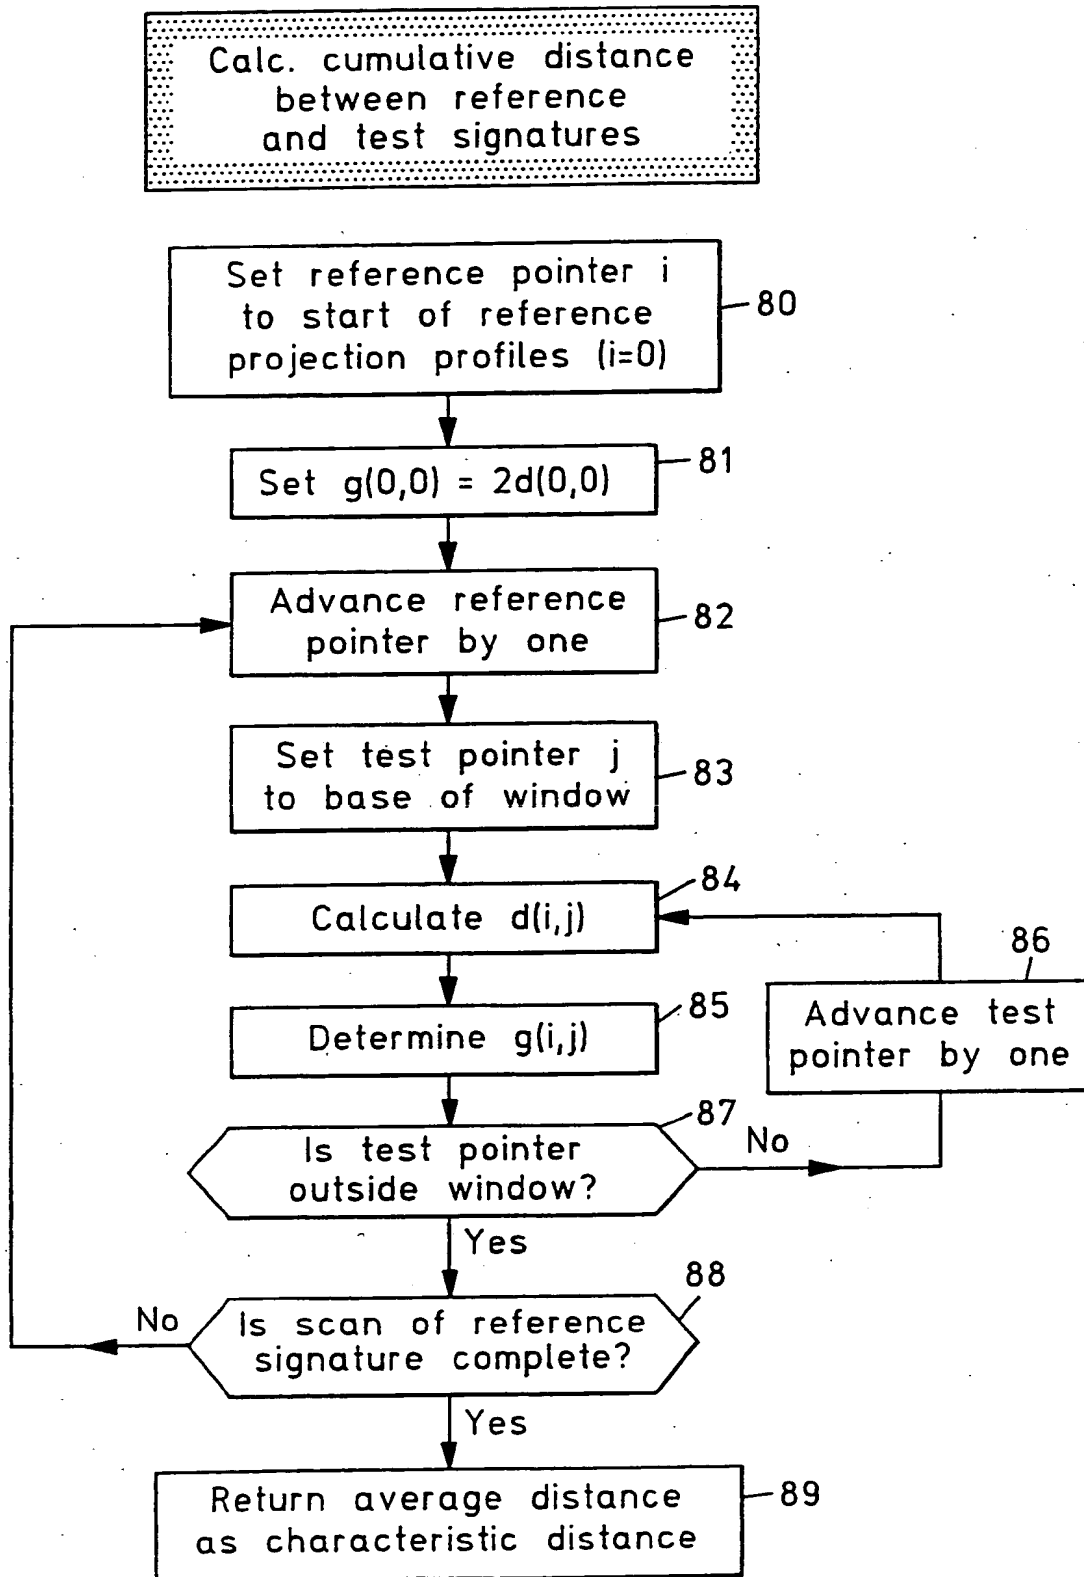 Calc. cumulative distance
between reference
and test signatures
Set reference pointer i
to start of reference
projection profiles (i=0)
80
Set g(0,0) = 2d(0,0)
81
Advance reference
pointer by one
82
Set test pointer j
to base of window
83
Calculate d(i,j)
84
Determine g(i,j)
85
86
Advance test
pointer by one
Is test pointer
outside window?
87
No
Yes
Is scan of reference
signature complete?
88
No
Yes
Return average distance
as characteristic distance
89